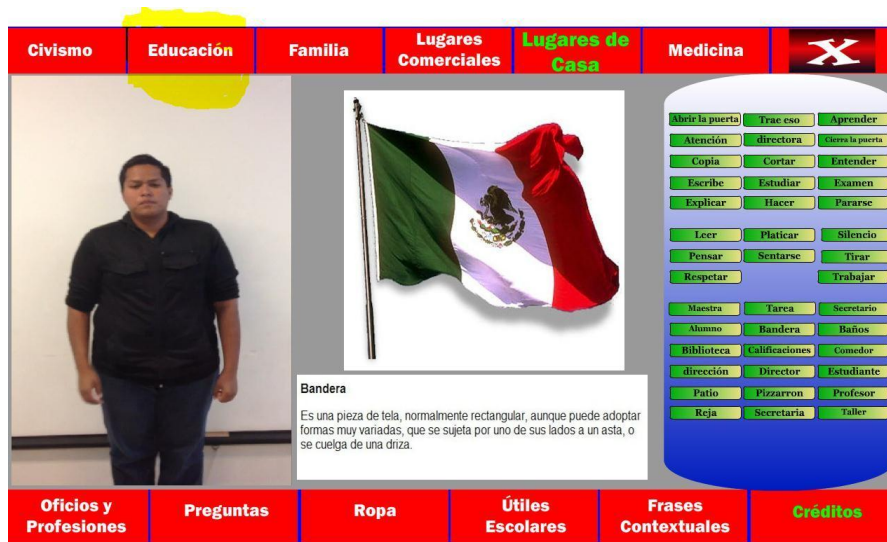 Civismo
Educación
Familia
Lugares
Comerciales
Lugares de
Casa
Medicina
X
Abrir la puerta Trae eso Aprender
Atención directora Cierra la puerta
Copia Cortar Entender
Escribe Estudiar Examen
Explicar Hacer Pararse
Leer Platicar Silencio
Pensar Sentarse Tirar
Respetar Trabajar
Maestra Tarea Secretario
Alumno Bandera Baños
Biblioteca Calificaciones Comedor
dirección Director Estudiante
Patio Pizzarron Profesor
Reja Secretaria Taller
Bandera
Es una pieza de tela, normalmente rectangular, aunque puede adoptar
formas muy variadas, que se sujeta por uno de sus lados a un asta, o
se cuelga de una driza.
Oficios y
Profesiones
Preguntas
Ropa
Útiles
Escolares
Frases
Contextuales
Créditos